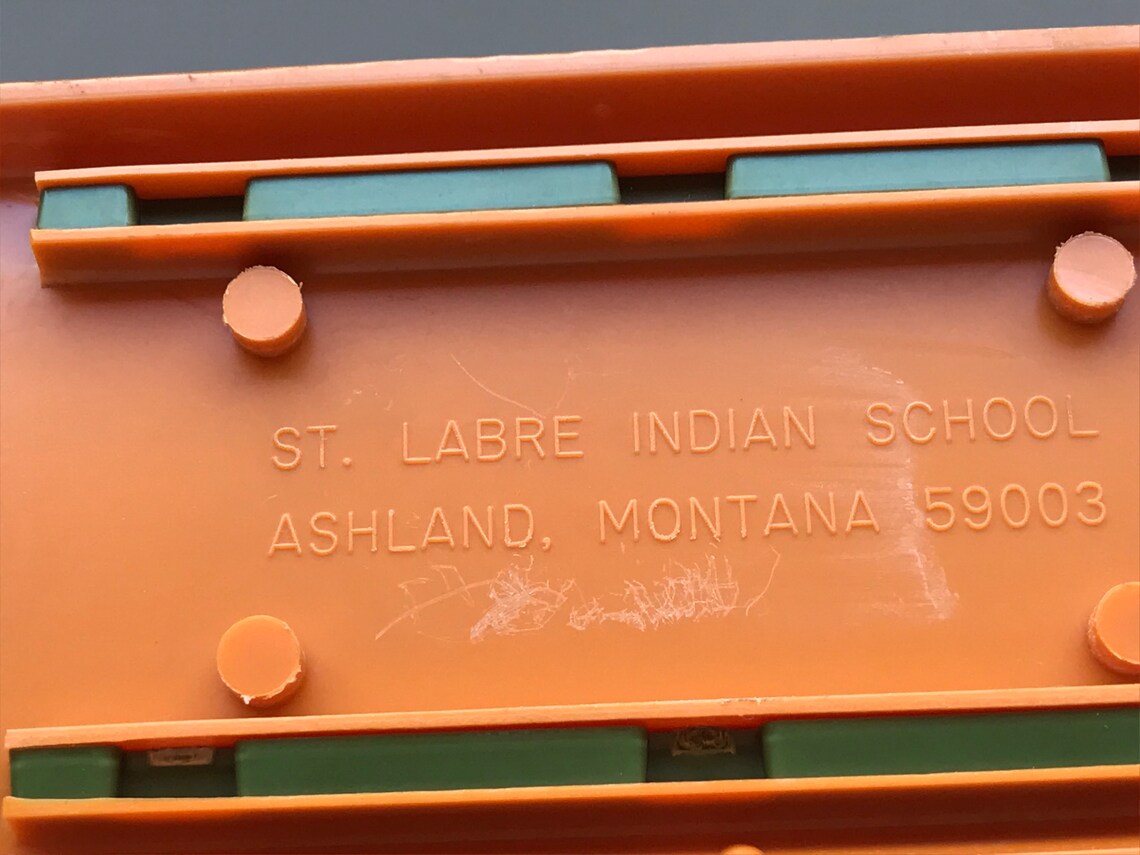 ST. LABRE INDIAN SCHOOL
ASHLAND, MONTANA 59003